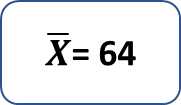 X̅ = 64